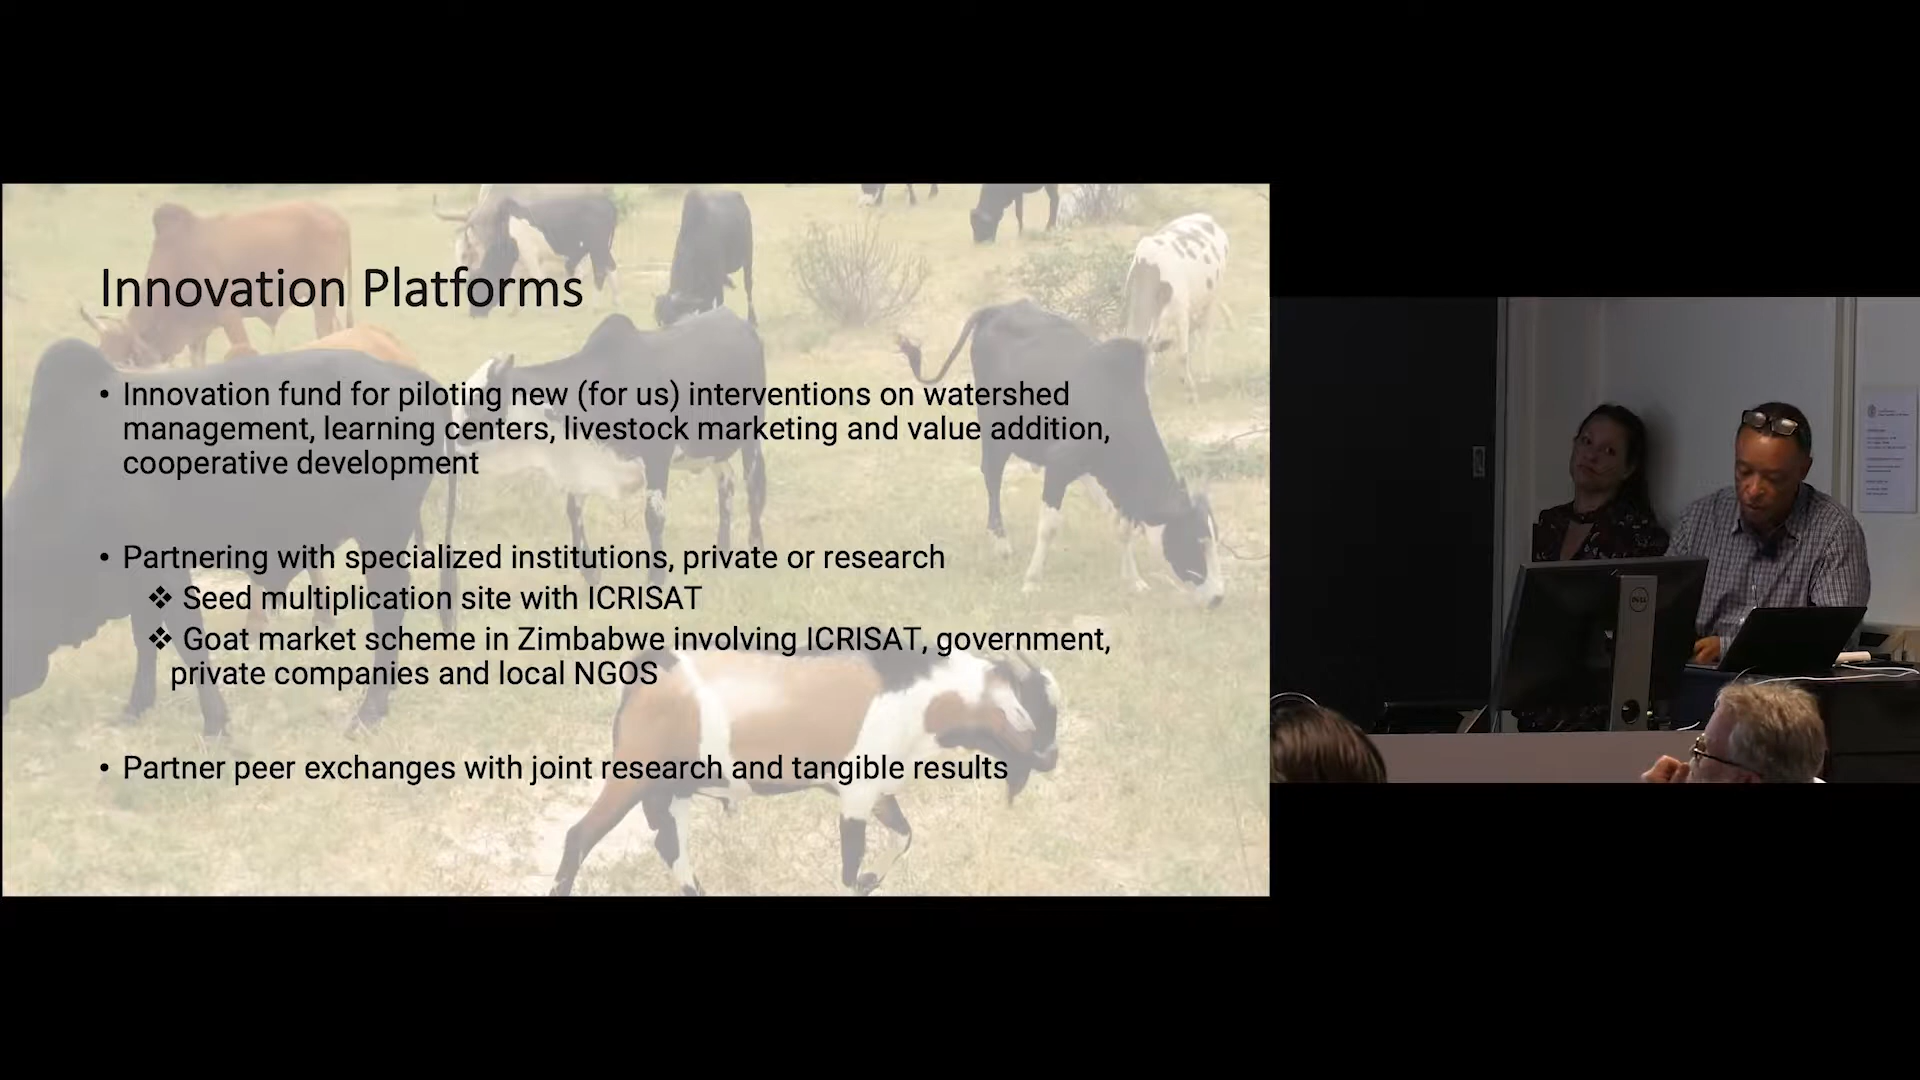 Innovation Platforms
• Innovation fund for piloting new (for us) interventions on watershed
management, learning centers, livestock marketing and value addition,
cooperative development
• Partnering with specialized institutions, private or research
❖ Seed multiplication site with ICRISAT
❖ Goat market scheme in Zimbabwe involving ICRISAT, government,
private companies and local NGOS
• Partner peer exchanges with joint research and tangible results
DELL